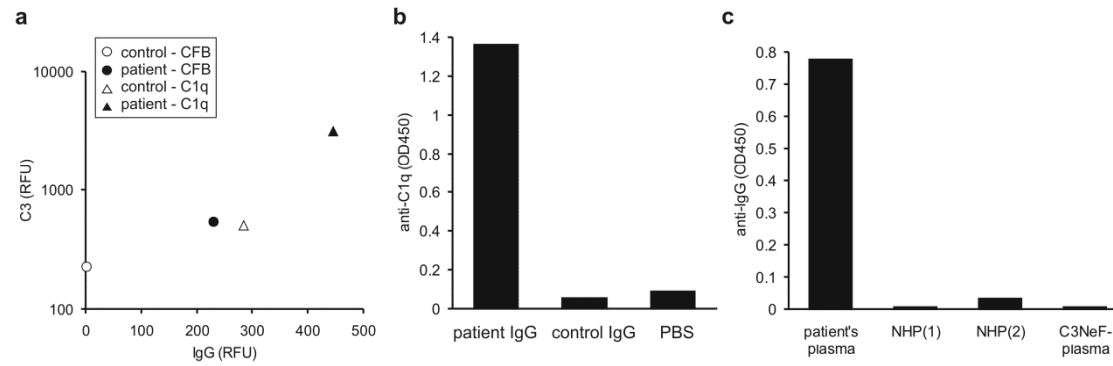 a
○ control - CFB
● patient - CFB
△ control - C1q
▲ patient - C1q
10000
1000
100
C3 (RFU)
0 100 200 300 400 500
IgG (RFU)
b
1.4
1.2
1
0.8
0.6
0.4
0.2
0
anti-C1q (OD450)
patient IgG control IgG PBS
c
0.8
0.7
0.6
0.5
0.4
0.3
0.2
0.1
0
anti-IgG (OD450)
patient's NHP(1) NHP(2) C3NeF-
plasma plasma